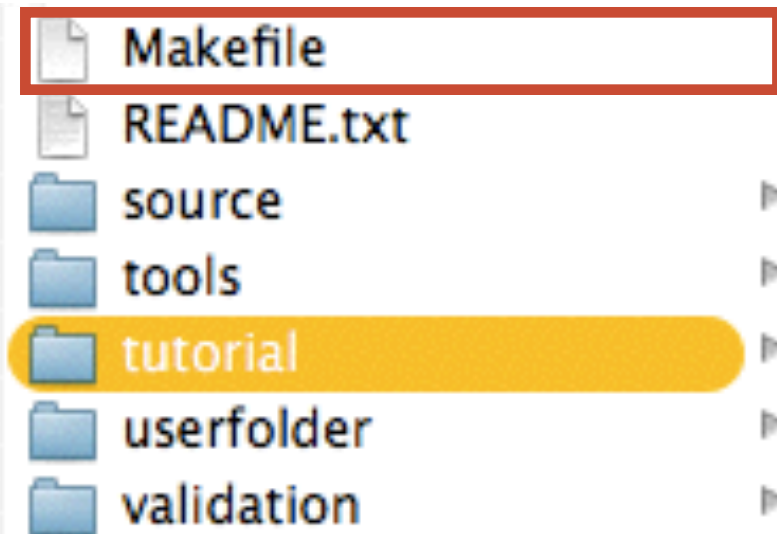 Makefile
README.txt
source
tools
tutorial
userfolder
validation